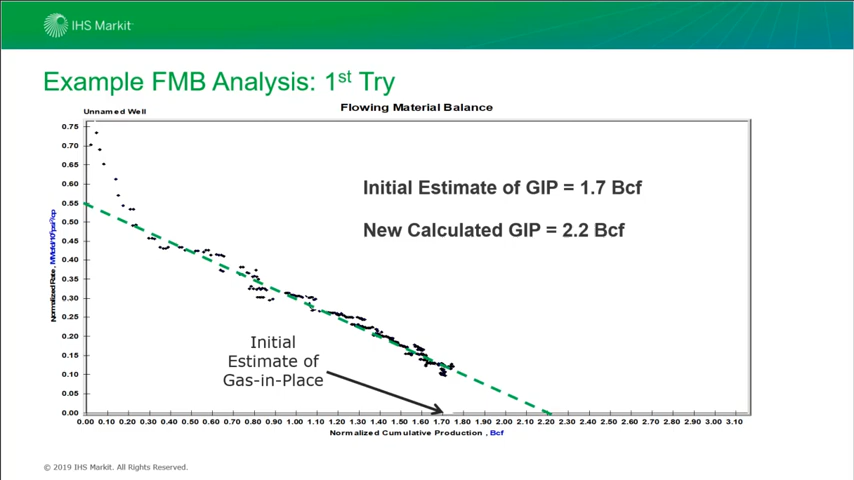 IHS Markit
Example FMB Analysis: 1st Try
Flowing Material Balance
Unnamed Well
Initial Estimate of GIP = 1.7 Bcf
New Calculated GIP = 2.2 Bcf
0.75
0.70
0.65
0.60
0.55
0.50
0.45
0.40
0.35
0.30
0.25
0.20
0.15
0.10
0.05
0.00
Normalized Rate,
Initial
Estimate of
Gas-in-Place
0.00 0.10 0.20 0.30 0.40 0.50 0.60 0.70 0.80 0.90 1.00 1.10 1.20 1.30 1.40 1.50 1.60 1.70 1.80 1.90 2.00 2.10 2.20 2.30 2.40 2.50 2.60 2.70 2.80 2.90 3.00 3.10
Normalized Cumulative Production , Bcf
© 2019 IHS Markit. All Rights Reserved.